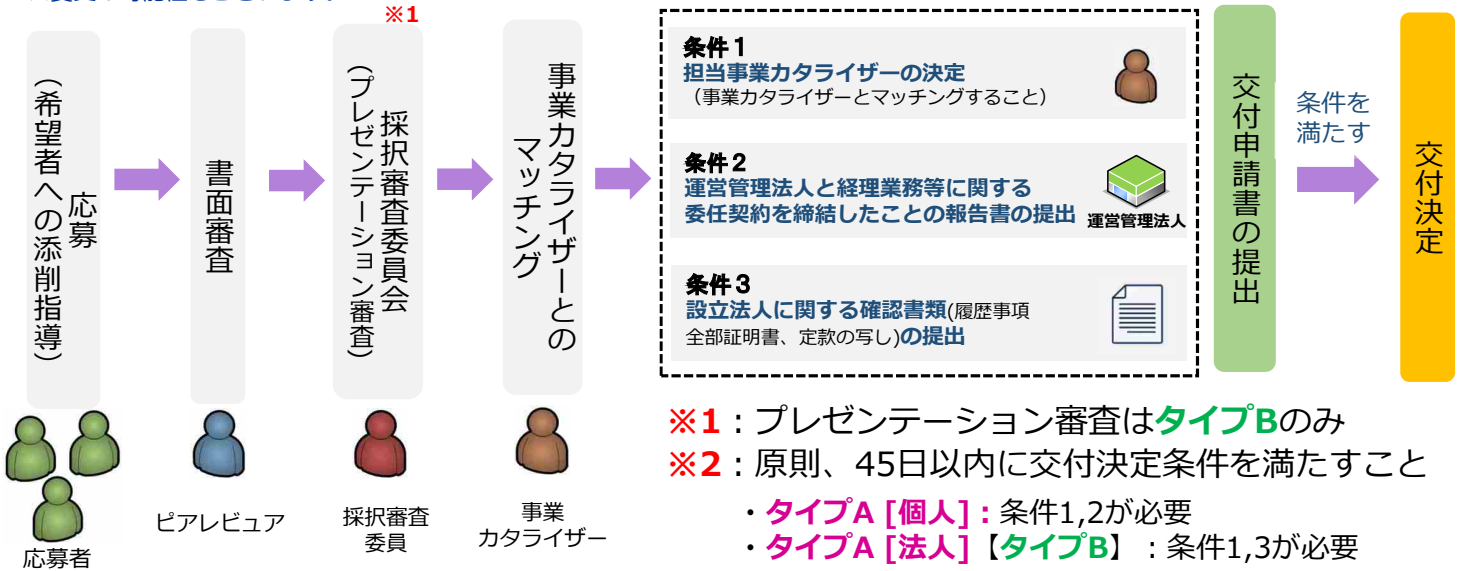 ※1
応募
(希望者への添削指導)
書面審査
採択審査委員会
(プレゼンテーション審査)
事業カタライザーとの
マッチング
条件1
担当事業カタライザーの決定
(事業カタライザーとマッチングすること)
条件2
運営管理法人と経理業務等に関する
委任契約を締結したことの報告書の提出
運営管理法人
条件3
設立法人に関する確認書類(履歴事項
全部証明書、定款の写し)の提出
交付申請書の提出
条件を
満たす
交付決定
応募者
ピアレビュア
採択審査
委員
事業
カタライザー
※1：プレゼンテーション審査はタイプBのみ
※2：原則、45日以内に交付決定条件を満たすこと
・タイプA [個人]：条件1,2が必要
・タイプA [法人]【タイプB】：条件1,3が必要